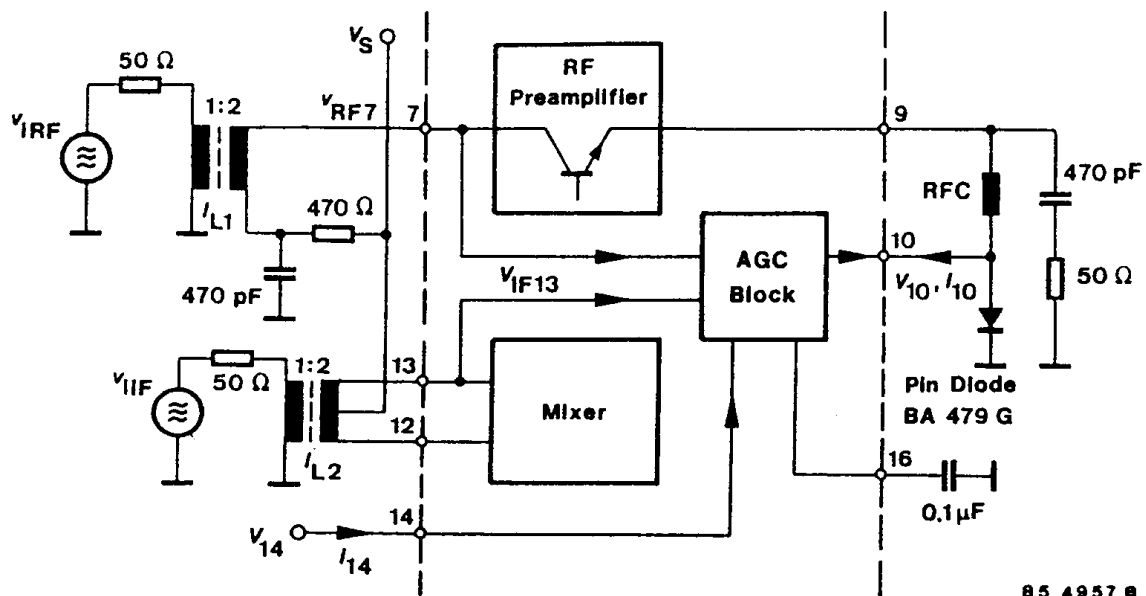 V_S
50 Ω
1:2
v_IRF
v_RF7
7
RF
Preamplifier
9
470 pF
RFC
470 Ω
I_L1
470 pF
V_IF13
AGC
Block
10
V_10, I_10
50 Ω
1:2
50 Ω
v_IIF
13
12
I_L2
Mixer
Pin Diode
BA 479 G
16
0.1 µF
V_14
I_14
14
85 4957 B